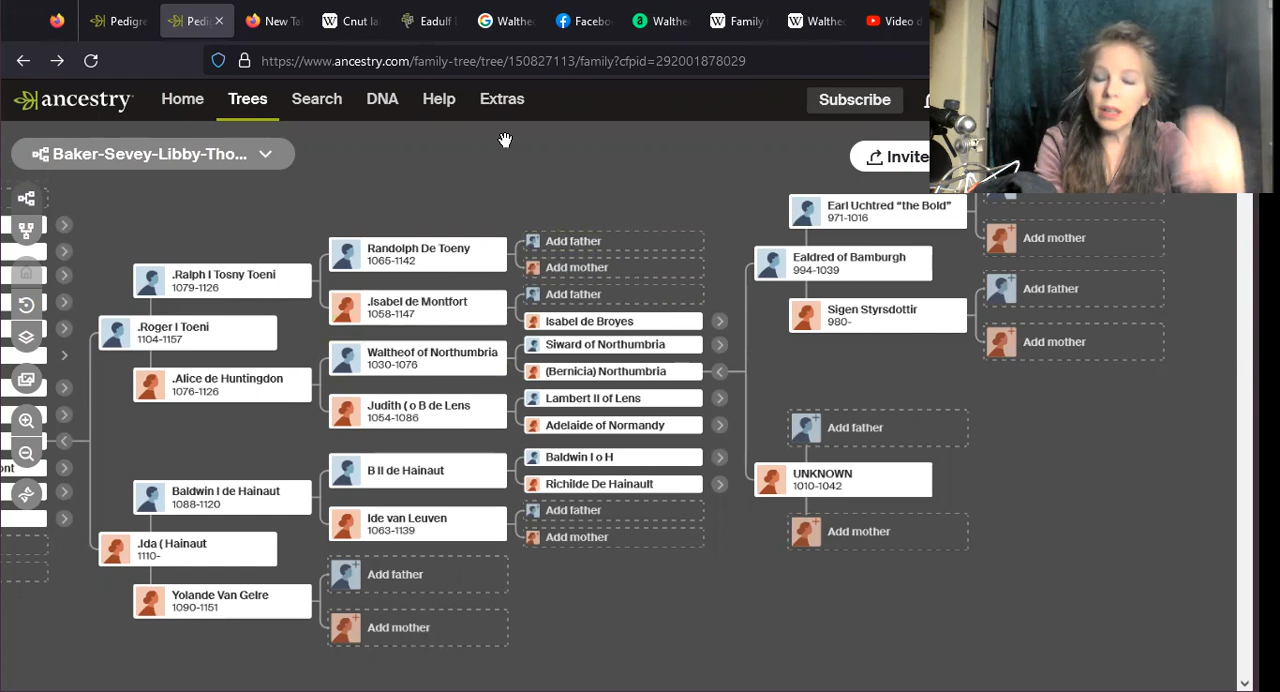 Pedigre
Pedi
New Ta
Cnut la
Eadulf
Walthe
Facebo
Walthe
Family
Walthe
Video d
https://www.ancestry.com/family-tree/tree/150827113/family?cfpid=292001878029
ancestry
Home
Trees
Search
DNA
Help
Extras
Subscribe
Baker-Sevey-Libby-Tho...
Invite
Earl Uchtred “the Bold”
971-1016
Add mother
Randolph De Toeny
1065-1142
Add father
Add mother
Ealdred of Bamburgh
994-1039
.Ralph I Tosny Toeni
1079-1126
Add father
Add father
.Isabel de Montfort
1058-1147
Isabel de Broyes
Sigen Styrsdottir
980-
.Roger I Toeni
1104-1157
Add mother
Siward of Northumbria
Waltheof of Northumbria
1030-1076
(Bernicia) Northumbria
.Alice de Huntingdon
1076-1126
Lambert II of Lens
Judith ( o B de Lens
1054-1086
Adelaide of Normandy
Add father
Baldwin I o H
B II de Hainaut
Richilde De Hainault
UNKNOWN
1010-1042
ont
Baldwin I de Hainaut
1088-1120
Add father
Ide van Leuven
1063-1139
Add mother
Add mother
.Ida ( Hainaut
1110-
Add father
Yolande Van Gelre
1090-1151
Add mother